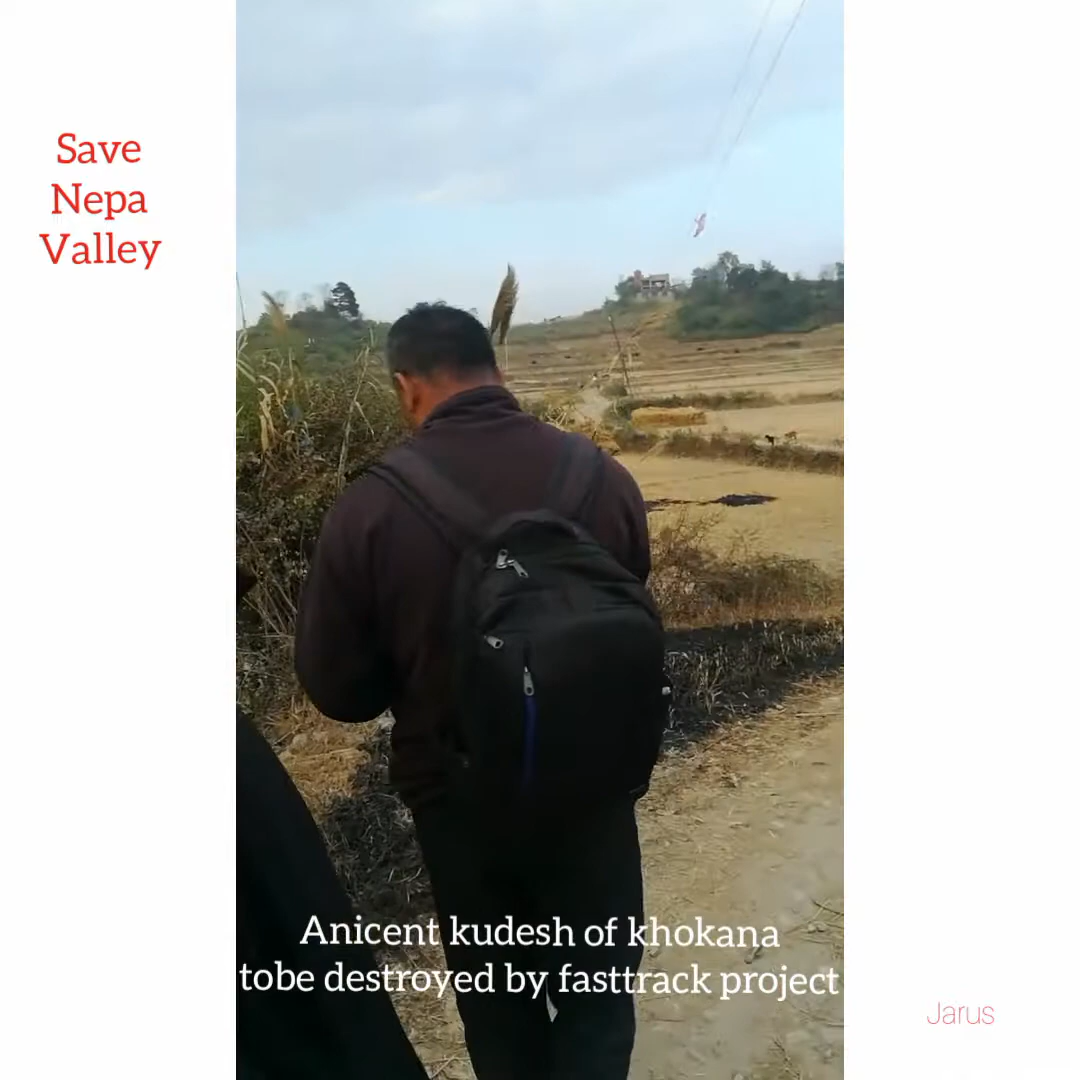 Save
Nepa
Valley
Anicent kudesh of khokana
tobe destroyed by fasttrack project
Jarus